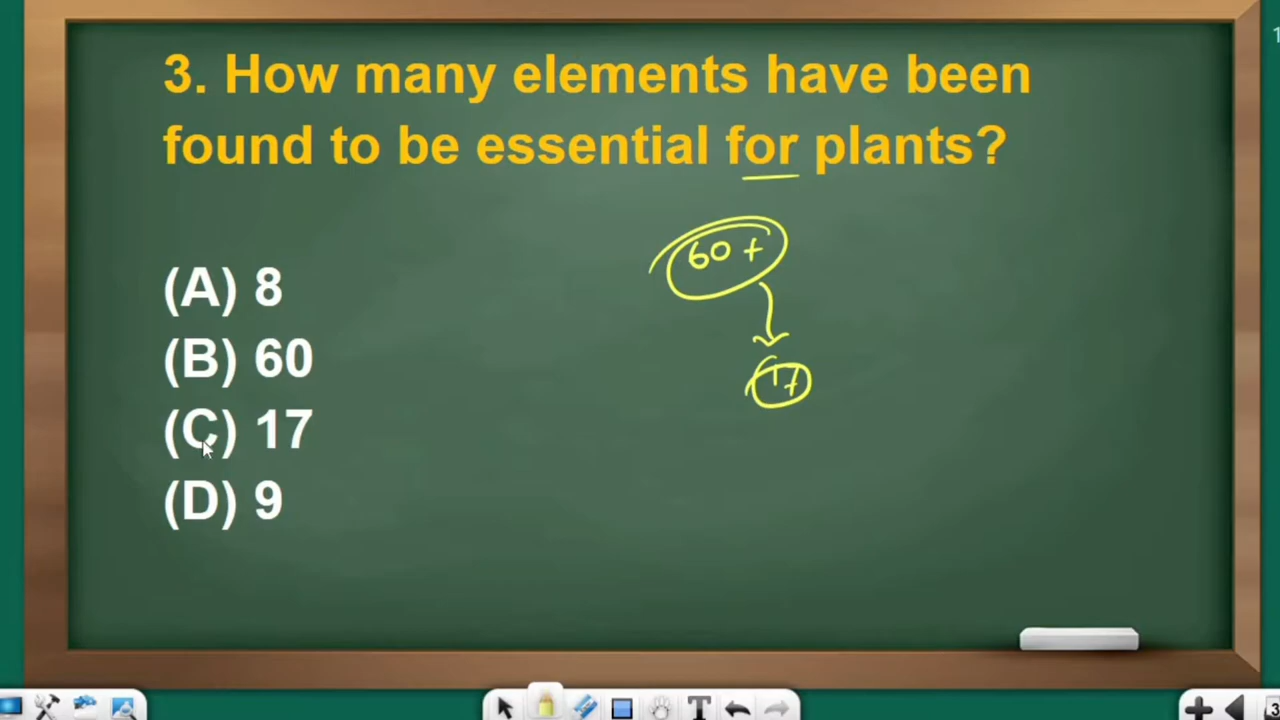 3. How many elements have been
found to be essential for plants?
60+
17
(A) 8
(B) 60
(C) 17
(D) 9